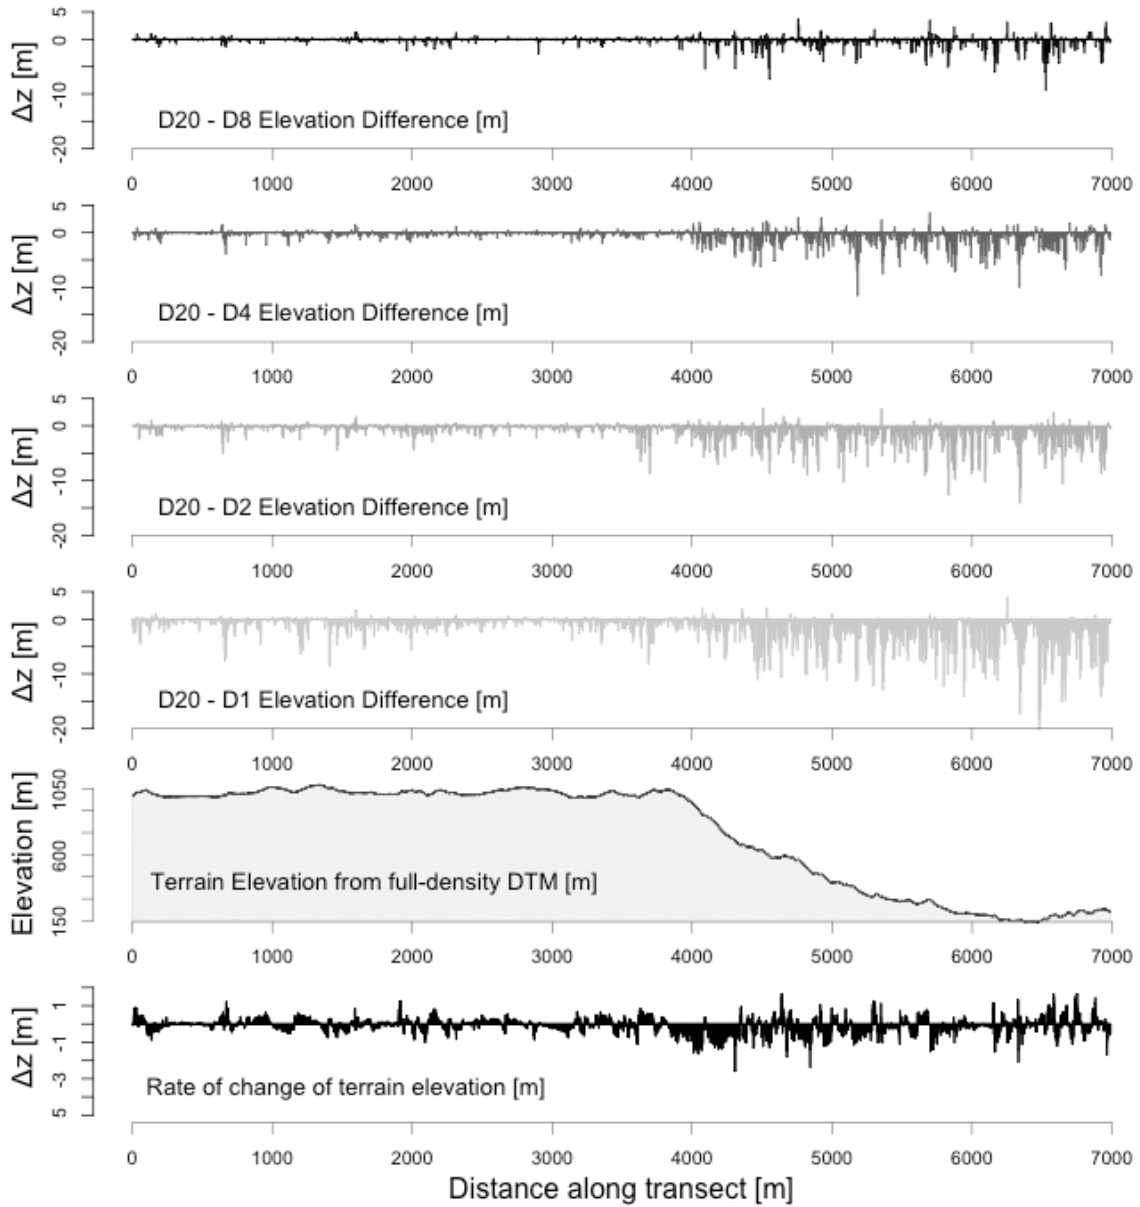 5
0
-10
-20
Δz [m]
D20 - D8 Elevation Difference [m]
0 1000 2000 3000 4000 5000 6000 7000
5
0
-10
-20
Δz [m]
D20 - D4 Elevation Difference [m]
0 1000 2000 3000 4000 5000 6000 7000
5
0
-10
-20
Δz [m]
D20 - D2 Elevation Difference [m]
0 1000 2000 3000 4000 5000 6000 7000
5
0
-10
-20
Δz [m]
D20 - D1 Elevation Difference [m]
0 1000 2000 3000 4000 5000 6000 7000
1050
600
150
Elevation [m]
Terrain Elevation from full-density DTM [m]
0 1000 2000 3000 4000 5000 6000 7000
1
-1
-3
5
Δz [m]
Rate of change of terrain elevation [m]
0 1000 2000 3000 4000 5000 6000 7000
Distance along transect [m]